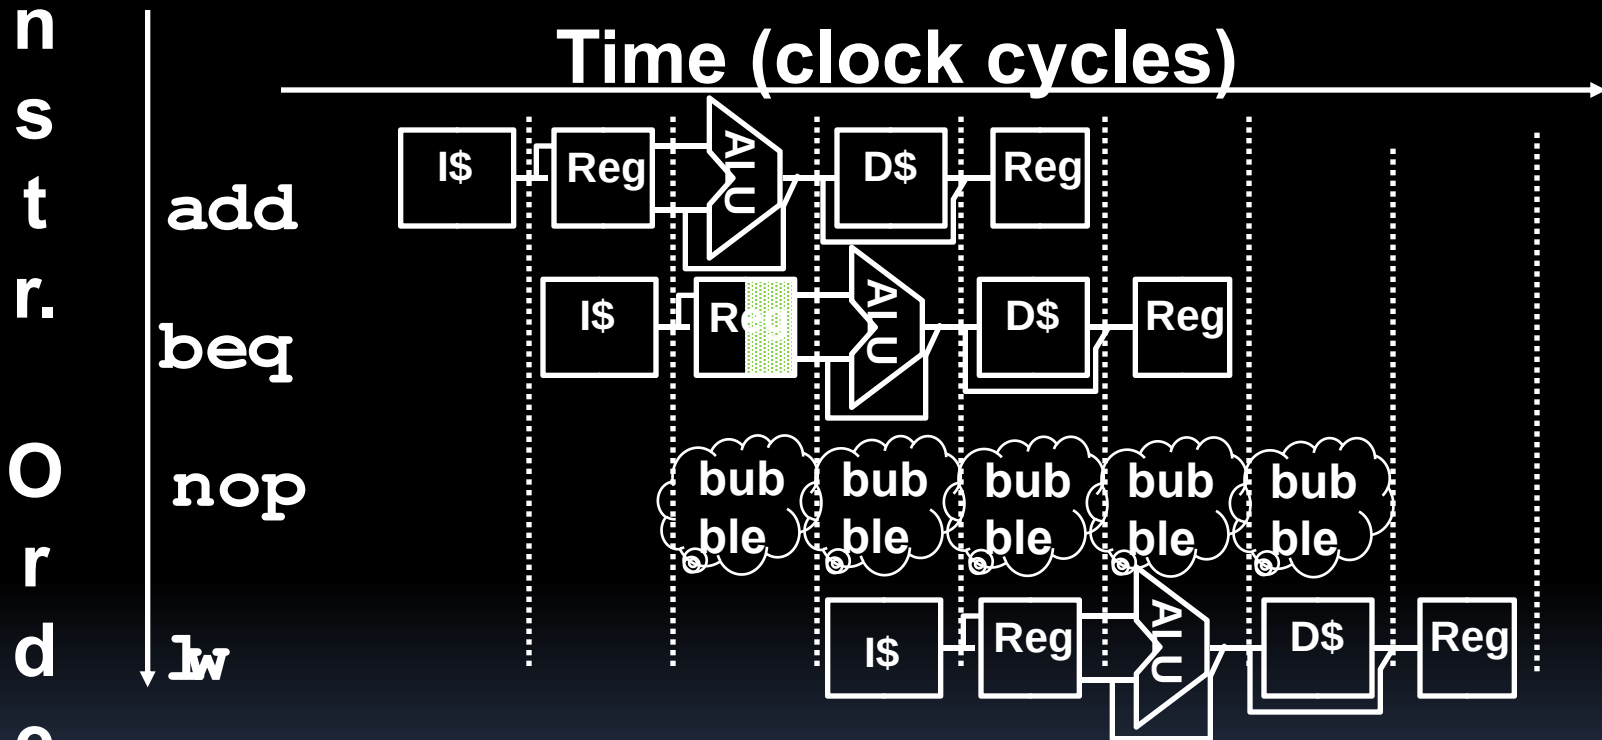 Time (clock cycles)
n
s
t
r.
O
r
d
e
add
I$ Reg ALU D$ Reg
beq
I$ Reg ALU D$ Reg
nop
bub bub bub bub bub
ble ble ble ble ble
lw
I$ Reg ALU D$ Reg